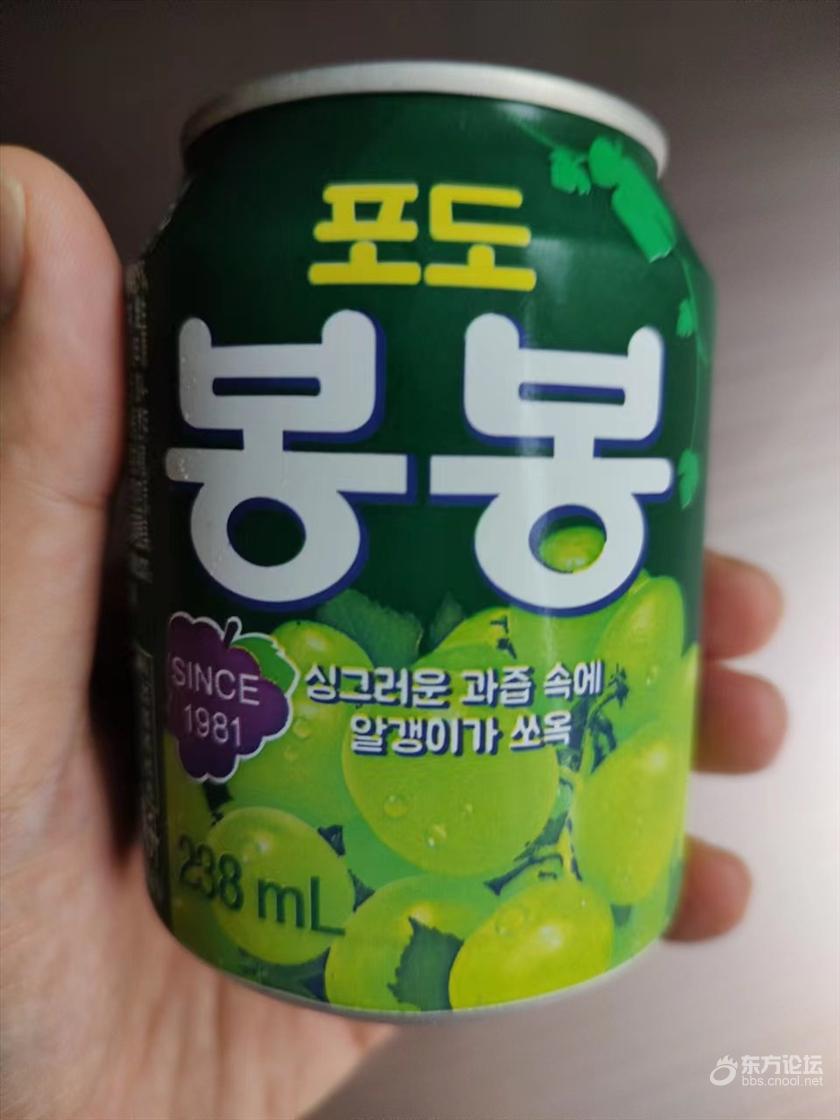 포도
봉봉
SINCE
1981
싱그러운 과즙 속에
알갱이가 쏘옥
238 mL
东方论坛
bbs.cnool.net